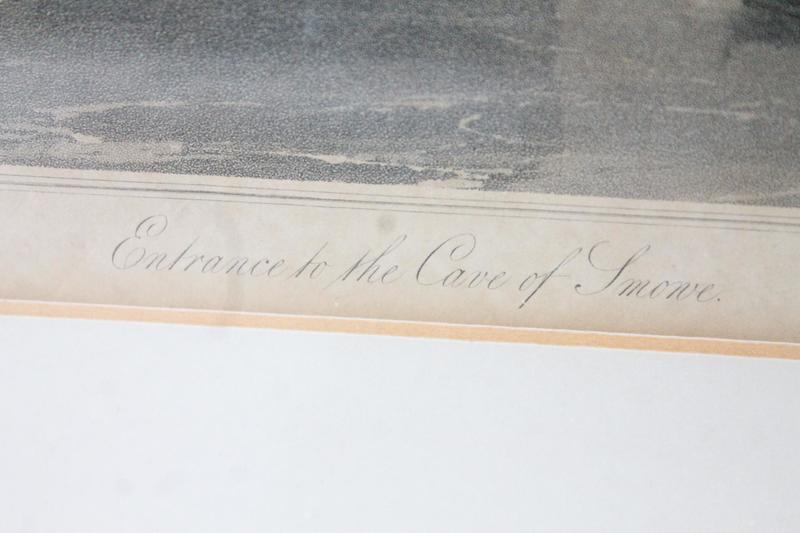 Entrance to the Cave of Smowe.